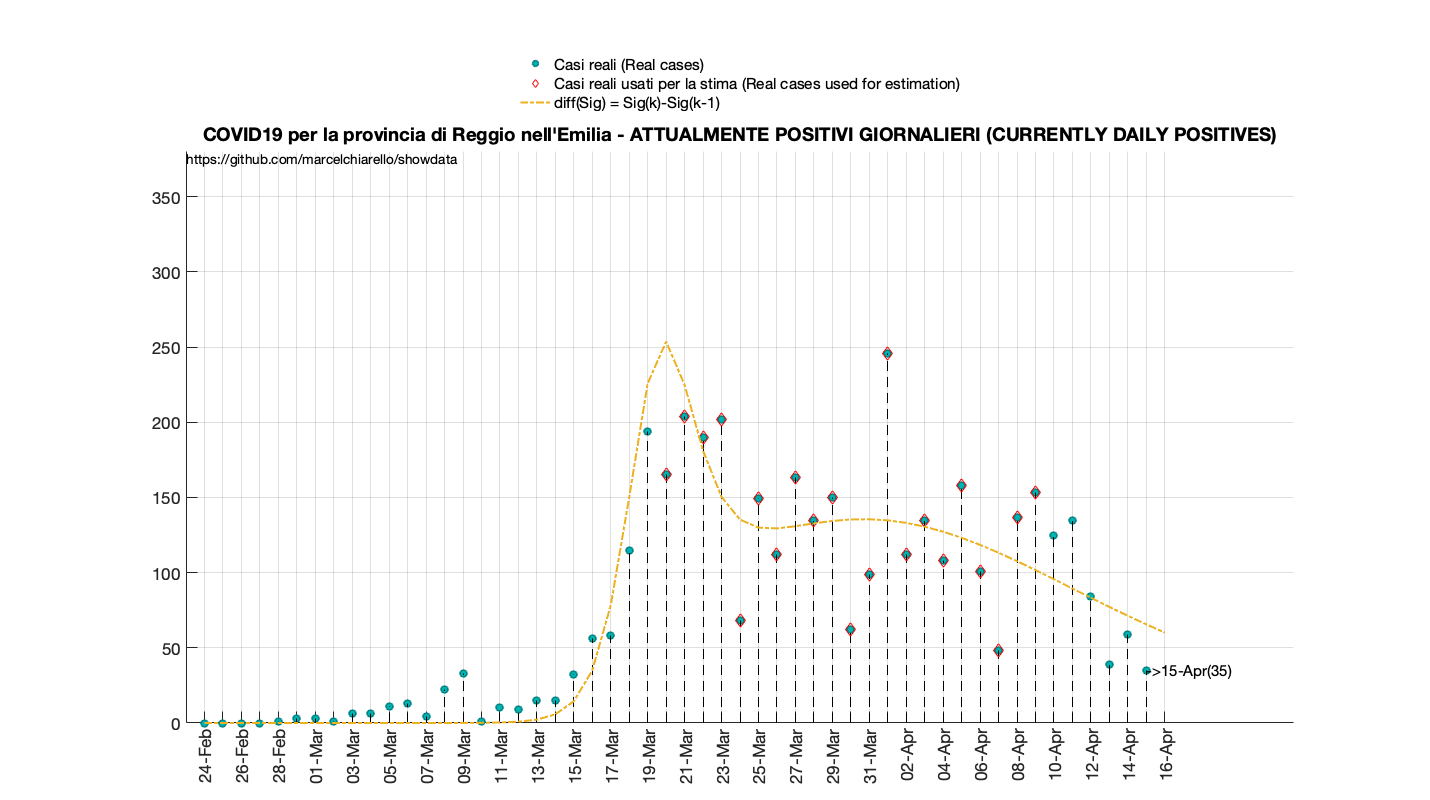 Casi reali (Real cases)
Casi reali usati per la stima (Real cases used for estimation)
diff(Sig) = Sig(k)-Sig(k-1)
COVID19 per la provincia di Reggio nell'Emilia - ATTUALMENTE POSITIVI GIORNALIERI (CURRENTLY DAILY POSITIVES)
https://github.com/marcelchiarello/showdata
350
300
250
200
150
100
50
0
>15-Apr(35)
24-Feb
26-Feb
28-Feb
01-Mar
03-Mar
05-Mar
07-Mar
09-Mar
11-Mar
13-Mar
15-Mar
17-Mar
19-Mar
21-Mar
23-Mar
25-Mar
27-Mar
29-Mar
31-Mar
02-Apr
04-Apr
06-Apr
08-Apr
10-Apr
12-Apr
14-Apr
16-Apr